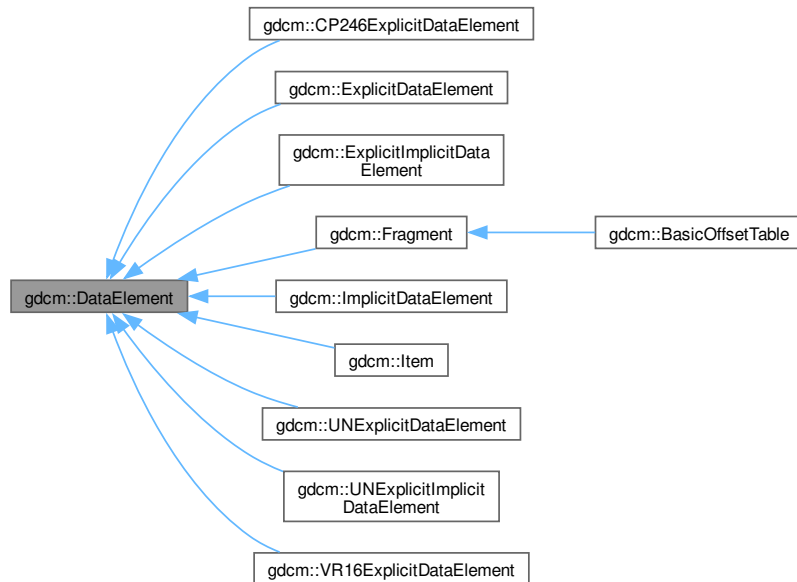 gdcm::CP246ExplicitDataElement
gdcm::ExplicitDataElement
gdcm::ExplicitImplicitData
Element
gdcm::Fragment
gdcm::BasicOffsetTable
gdcm::DataElement
gdcm::ImplicitDataElement
gdcm::Item
gdcm::UNExplicitDataElement
gdcm::UNExplicitImplicit
DataElement
gdcm::VR16ExplicitDataElement